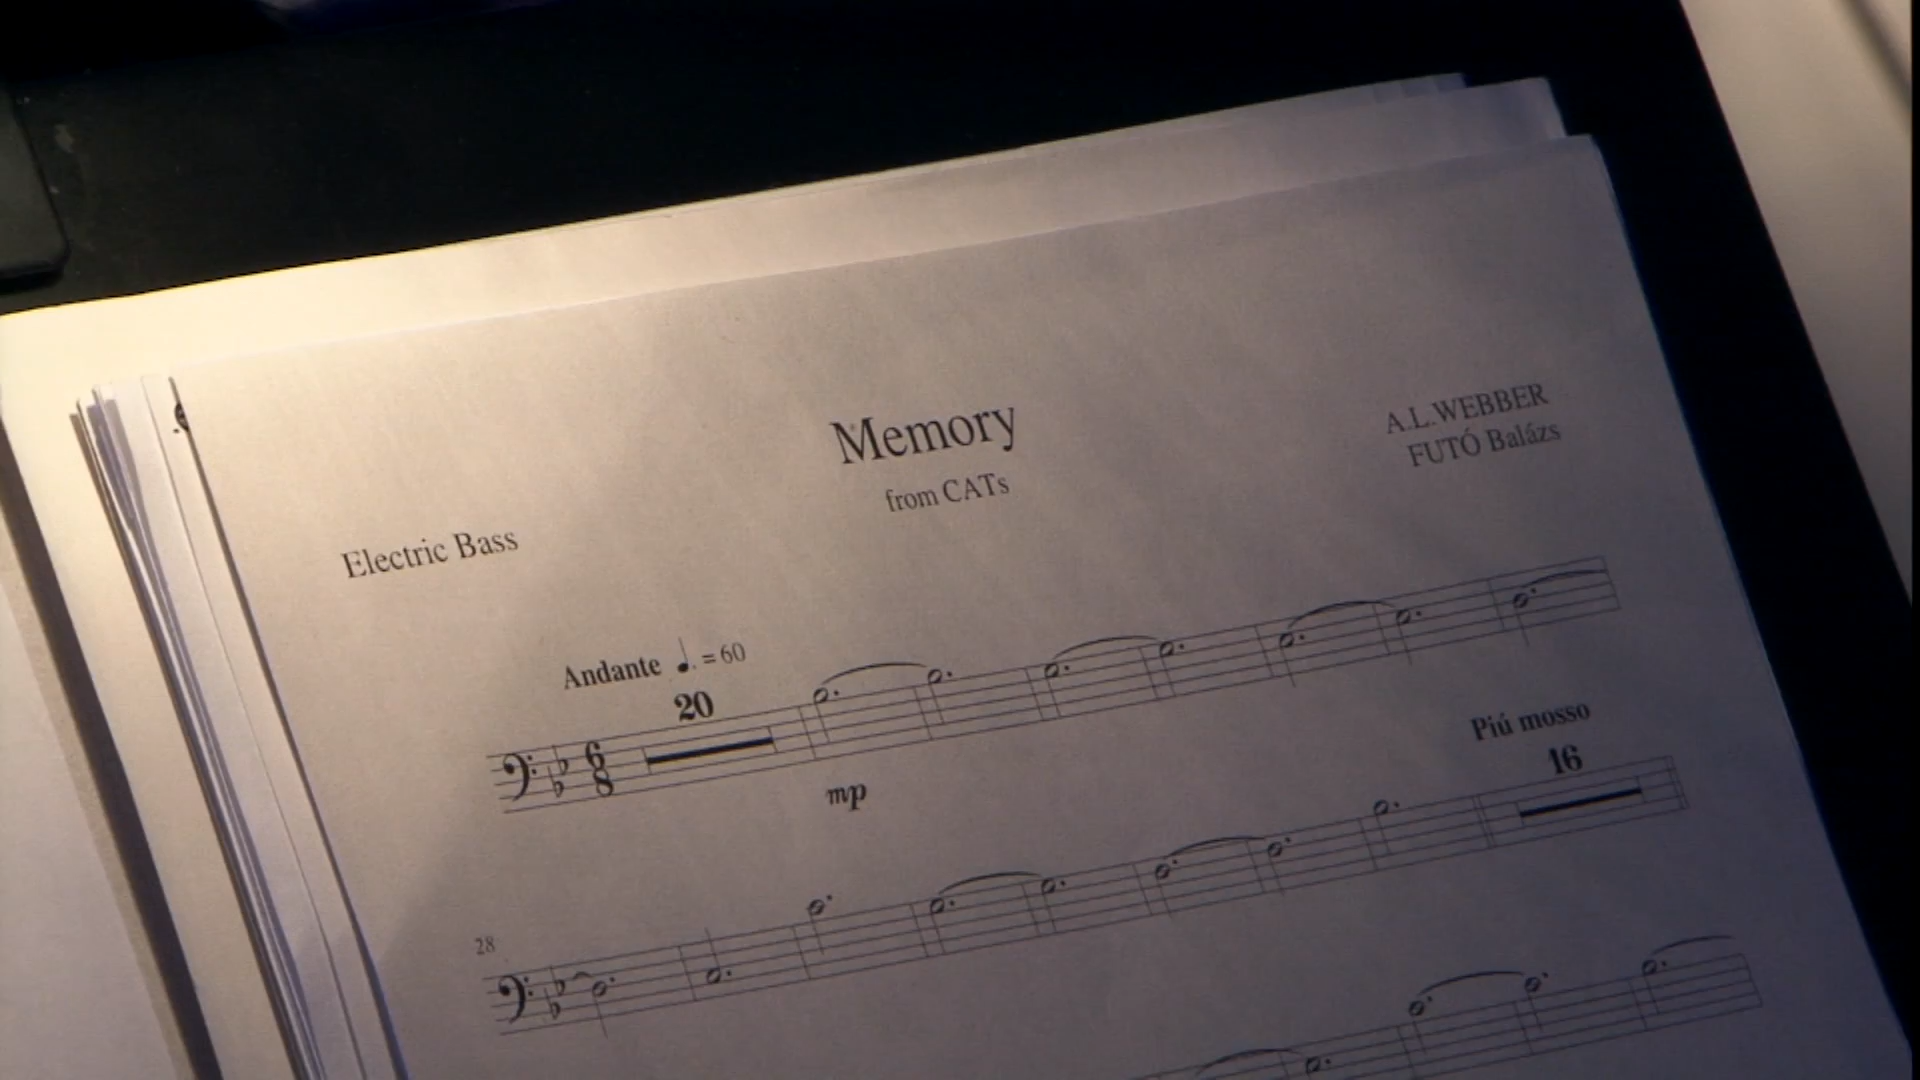 Memory
from CATs
A.L.WEBBER
FUTÓ Balázs
Electric Bass
Andante ♩. = 60
20
6
8
mp
Piú mosso
16
28